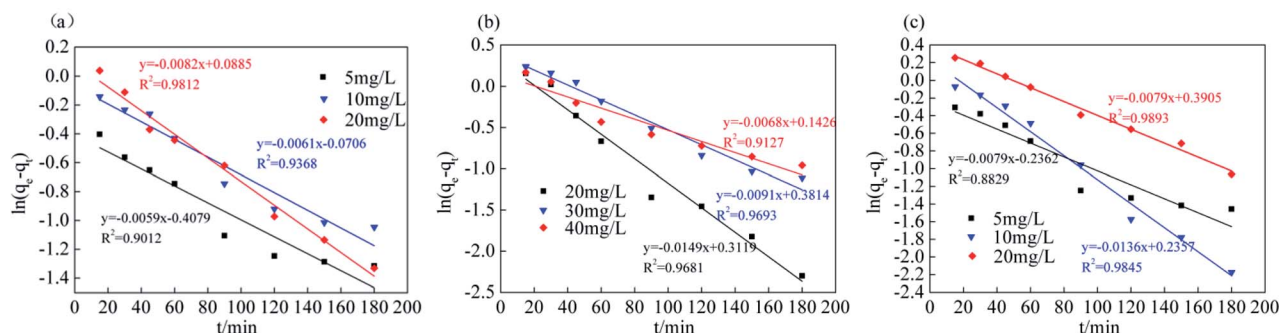 (a)
y=-0.0082x+0.0885
R²=0.9812
5mg/L
10mg/L
20mg/L
y=-0.0061x-0.0706
R²=0.9368
y=-0.0059x-0.4079
R²=0.9012
0.2
0.0
-0.2
-0.4
-0.6
-0.8
-1.0
-1.2
-1.4
ln(qe-qt)
0 20 40 60 80 100 120 140 160 180 200
t/min
(b)
y=-0.0068x+0.1426
R²=0.9127
20mg/L
30mg/L
40mg/L
y=-0.0091x+0.3814
R²=0.9693
y=-0.0149x+0.3119
R²=0.9681
0.5
0.0
-0.5
-1.0
-1.5
-2.0
-2.5
ln(qe-qt)
0 20 40 60 80 100 120 140 160 180 200
t/min
(c)
y=-0.0079x+0.3905
R²=0.9893
y=-0.0079x-0.2362
R²=0.8829
5mg/L
10mg/L
20mg/L
y=-0.0136x+0.2357
R²=0.9845
0.4
0.2
0.0
-0.2
-0.4
-0.6
-0.8
-1.0
-1.2
-1.4
-1.6
-1.8
-2.0
-2.2
-2.4
ln(qe-qt)
0 20 40 60 80 100 120 140 160 180 200
t/min